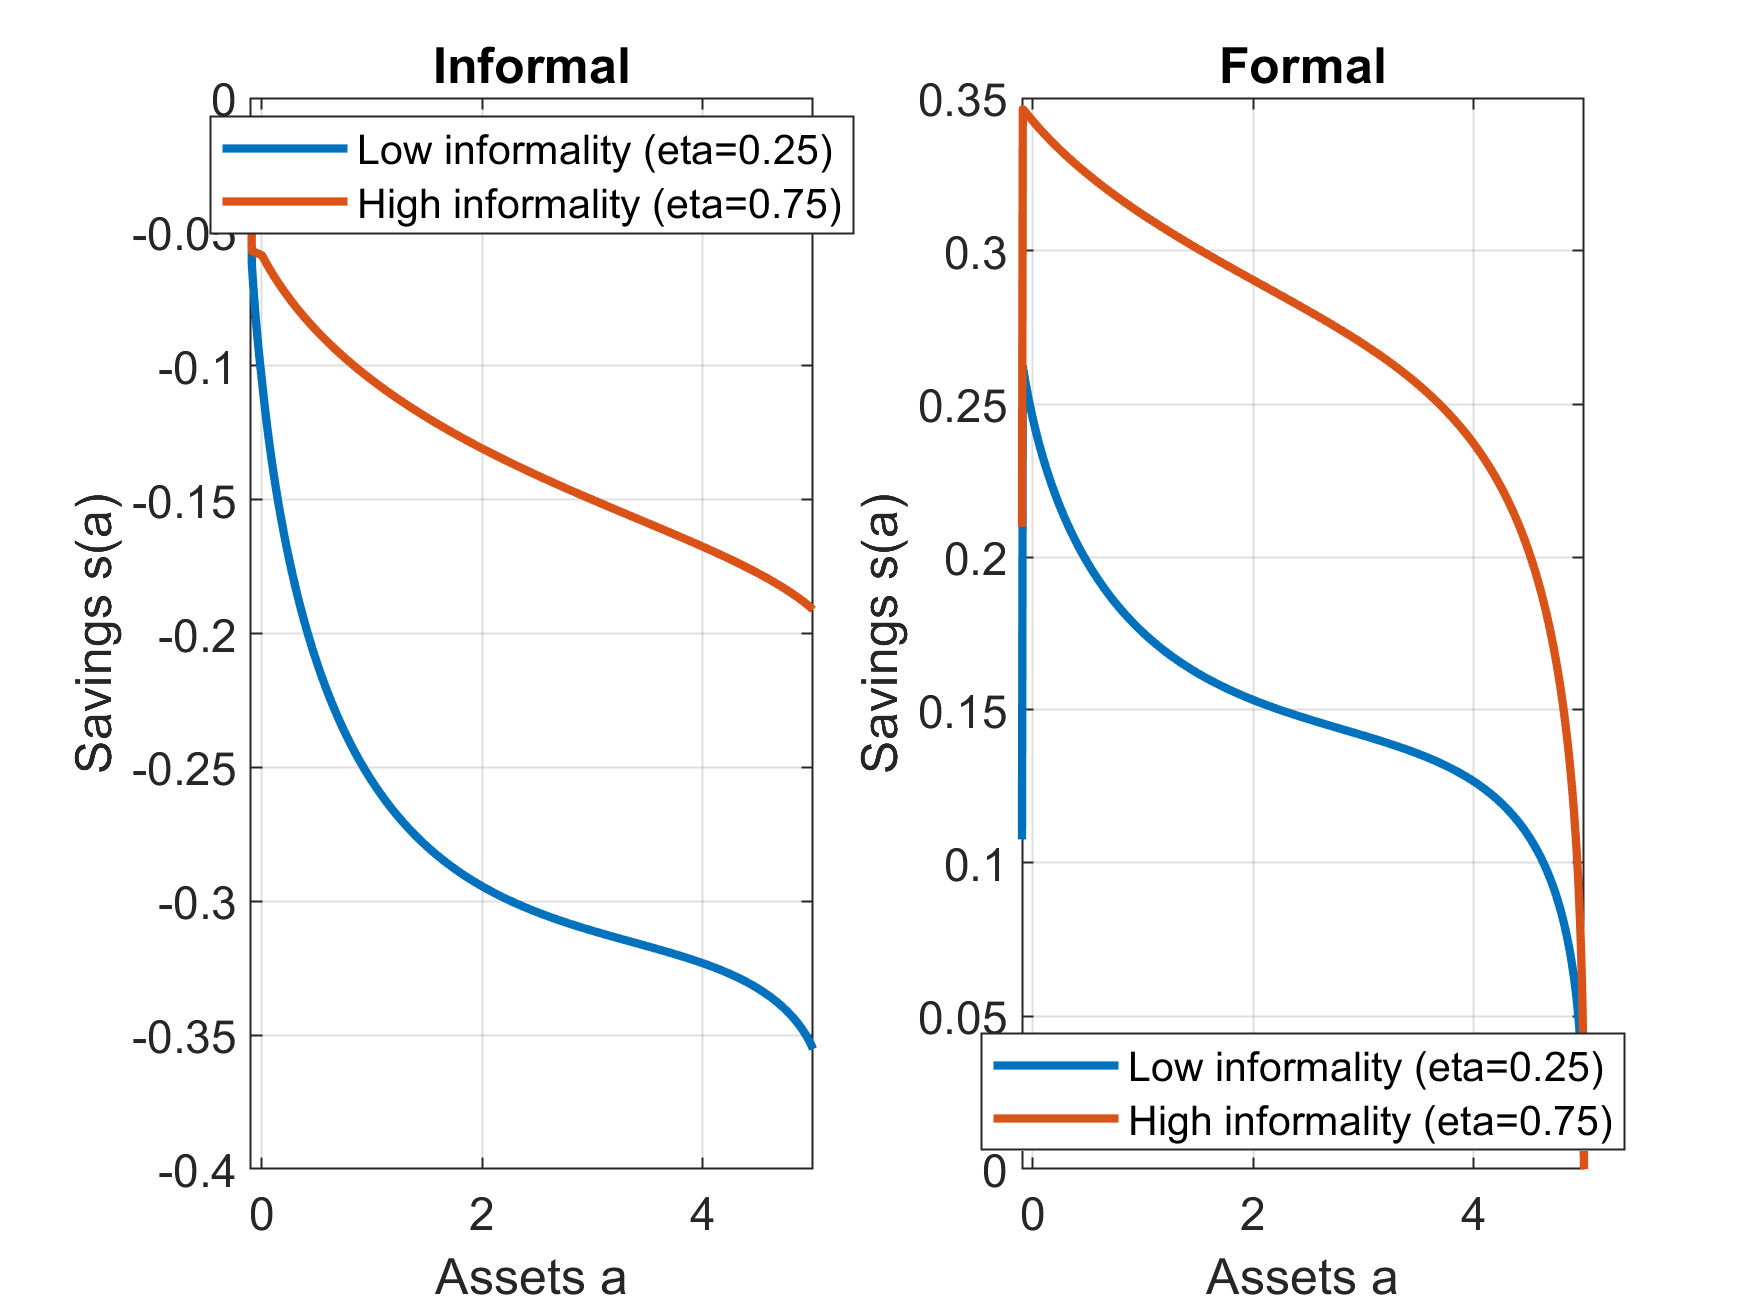 Informal
0
Low informality (eta=0.25)
High informality (eta=0.75)
-0.1
-0.15
-0.2
-0.25
-0.3
-0.35
-0.4
0 2 4
Assets a
Savings s(a)
Formal
0.35
0.3
0.25
0.2
0.15
0.1
0.05
0
Low informality (eta=0.25)
High informality (eta=0.75)
0 2 4
Assets a
Savings s(a)